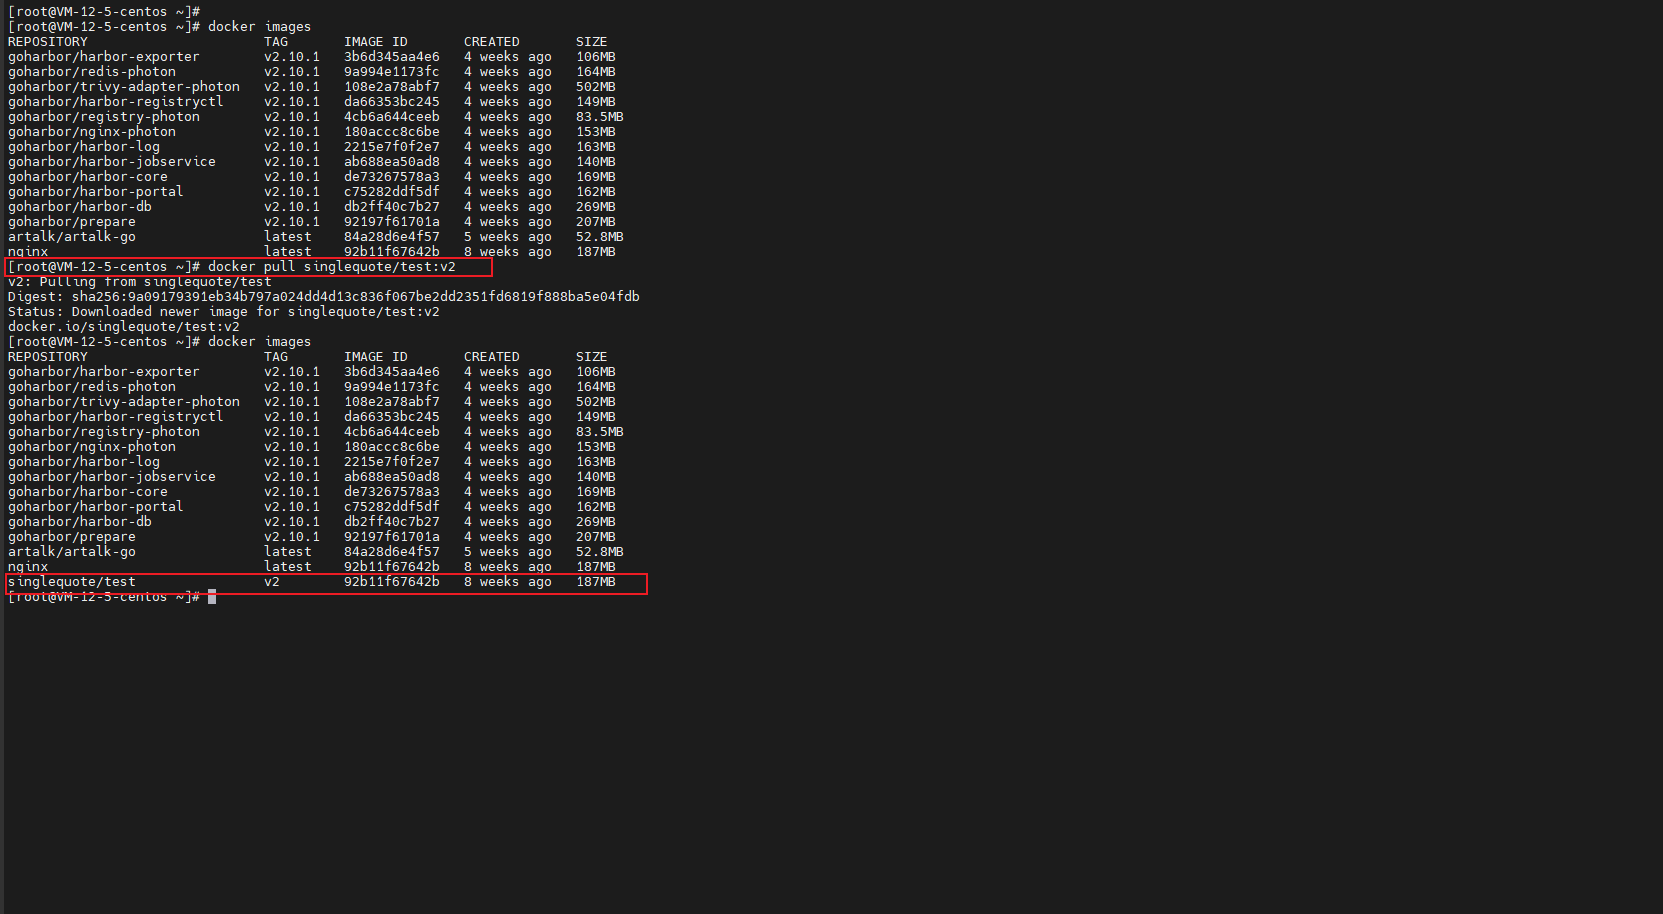 [root@VM-12-5-centos ~]#
[root@VM-12-5-centos ~]# docker images
REPOSITORY                      TAG       IMAGE ID       CREATED       SIZE
goharbor/harbor-exporter        v2.10.1   3b6d345aa4e6   4 weeks ago   106MB
goharbor/redis-photon           v2.10.1   9a994e1173fc   4 weeks ago   164MB
goharbor/trivy-adapter-photon   v2.10.1   108e2a78abf7   4 weeks ago   502MB
goharbor/harbor-registryctl     v2.10.1   da66353bc245   4 weeks ago   149MB
goharbor/registry-photon        v2.10.1   4cb6a644ceeb   4 weeks ago   83.5MB
goharbor/nginx-photon           v2.10.1   180accc8c6be   4 weeks ago   153MB
goharbor/harbor-log             v2.10.1   2215e7f0f2e7   4 weeks ago   163MB
goharbor/harbor-jobservice      v2.10.1   ab688ea50ad8   4 weeks ago   140MB
goharbor/harbor-core            v2.10.1   de73267578a3   4 weeks ago   169MB
goharbor/harbor-portal          v2.10.1   c75282ddf5df   4 weeks ago   162MB
goharbor/harbor-db              v2.10.1   db2ff40c7b27   4 weeks ago   269MB
goharbor/prepare                v2.10.1   92197f61701a   4 weeks ago   207MB
artalk/artalk-go                latest    84a28d6e4f57   5 weeks ago   52.8MB
nginx                           latest    92b11f67642b   8 weeks ago   187MB
[root@VM-12-5-centos ~]# docker pull singlequote/test:v2
v2: Pulling from singlequote/test
Digest: sha256:9a09179391eb34b797a024dd4d13c836f067be2dd2351fd6819f888ba5e04fdb
Status: Downloaded newer image for singlequote/test:v2
docker.io/singlequote/test:v2
[root@VM-12-5-centos ~]# docker images
REPOSITORY                      TAG       IMAGE ID       CREATED       SIZE
goharbor/harbor-exporter        v2.10.1   3b6d345aa4e6   4 weeks ago   106MB
goharbor/redis-photon           v2.10.1   9a994e1173fc   4 weeks ago   164MB
goharbor/trivy-adapter-photon   v2.10.1   108e2a78abf7   4 weeks ago   502MB
goharbor/harbor-registryctl     v2.10.1   da66353bc245   4 weeks ago   149MB
goharbor/registry-photon        v2.10.1   4cb6a644ceeb   4 weeks ago   83.5MB
goharbor/nginx-photon           v2.10.1   180accc8c6be   4 weeks ago   153MB
goharbor/harbor-log             v2.10.1   2215e7f0f2e7   4 weeks ago   163MB
goharbor/harbor-jobservice      v2.10.1   ab688ea50ad8   4 weeks ago   140MB
goharbor/harbor-core            v2.10.1   de73267578a3   4 weeks ago   169MB
goharbor/harbor-portal          v2.10.1   c75282ddf5df   4 weeks ago   162MB
goharbor/harbor-db              v2.10.1   db2ff40c7b27   4 weeks ago   269MB
goharbor/prepare                v2.10.1   92197f61701a   4 weeks ago   207MB
artalk/artalk-go                latest    84a28d6e4f57   5 weeks ago   52.8MB
nginx                           latest    92b11f67642b   8 weeks ago   187MB
singlequote/test                v2        92b11f67642b   8 weeks ago   187MB
[root@VM-12-5-centos ~]#